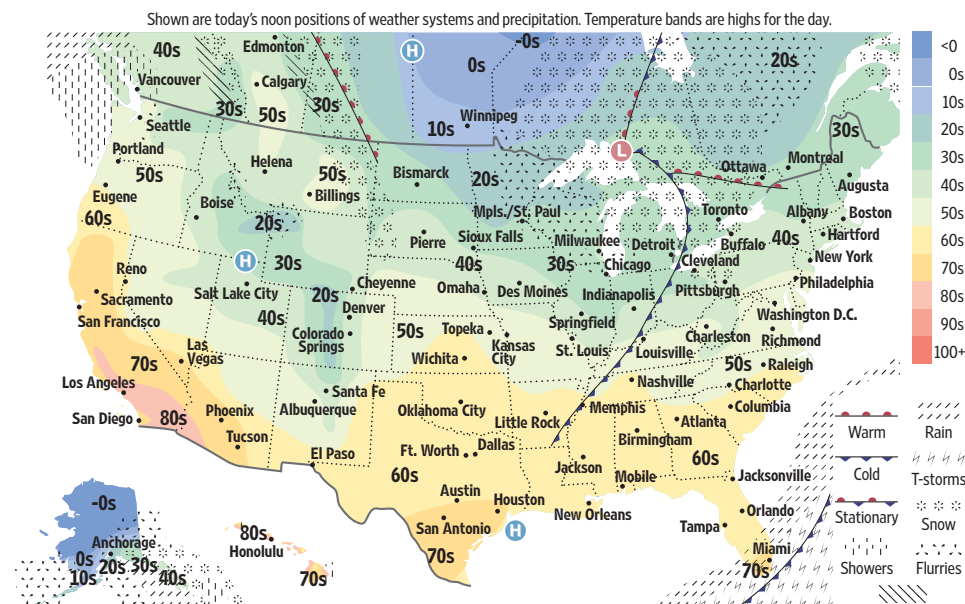 Shown are today's noon positions of weather systems and precipitation. Temperature bands are highs for the day.
40s
Edmonton
H
-0s
0s
20s
<0
0s
10s
20s
30s
40s
50s
60s
70s
80s
90s
100+
Vancouver
Calgary
30s
50s
30s
Seattle
10s
Winnipeg
L
30s
Portland
50s
Helena
50s
Bismarck
20s
Ottawa
Montreal
Augusta
Eugene
60s
Boise
Billings
20s
Pierre
Mpls./St. Paul
Sioux Falls
Milwaukee
Detroit
Toronto
Buffalo
Albany
Boston
Hartford
40s
Reno
H
30s
40s
30s
Chicago
Cleveland
New York
Sacramento
Salt Lake City
Cheyenne
Omaha
Des Moines
Indianapolis
Pittsburgh
Philadelphia
San Francisco
40s
20s
Denver
Colorado
Springs
50s
Topeka
Kansas
City
Springfield
St. Louis
Louisville
Charleston
Washington D.C.
Richmond
Las
Vegas
70s
Wichita
50s
Raleigh
Los Angeles
Santa Fe
Albuquerque
Nashville
Charlotte
San Diego
80s
Phoenix
Tucson
Oklahoma City
Little Rock
Memphis
Columbia
Atlanta
Birmingham
El Paso
Ft. Worth
Dallas
60s
Jackson
60s
Austin
Houston
Mobile
Jacksonville
San Antonio
H
New Orleans
Orlando
Tampa
70s
Miami
70s
-0s
Anchorage
0s
10s
20s
30s
40s
80s
Honolulu
70s
Warm
Rain
Cold
T-storms
Stationary
Snow
Showers
Flurries